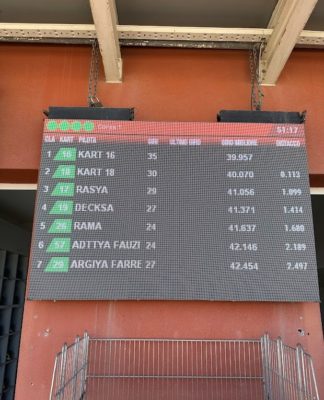 Corsa 1 51:17
CLA KART PILOTA GIRI ULTIMO GIRO GIRO MIGLIORE DISTACCO
1 16 KART 16 35 39.957
2 18 KART 18 30 40.070 0.113
3 17 RASYA 29 41.056 1.099
4 19 DECKSA 27 41.371 1.414
5 26 RAMA 24 41.637 1.680
6 57 ADTTYA FAUZI 24 42.146 2.189
7 29 ARGIYA FARRE 27 42.454 2.497